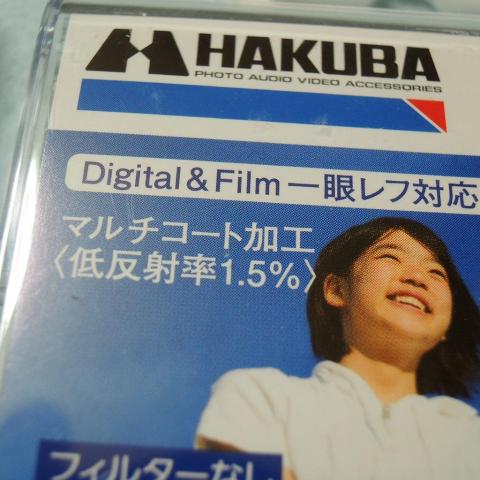 HAKUBA
PHOTO AUDIO VIDEO ACCESSORIES
Digital & Film 一眼レフ対応
マルチコート加工
〈低反射率1.5%〉
フィルターなし